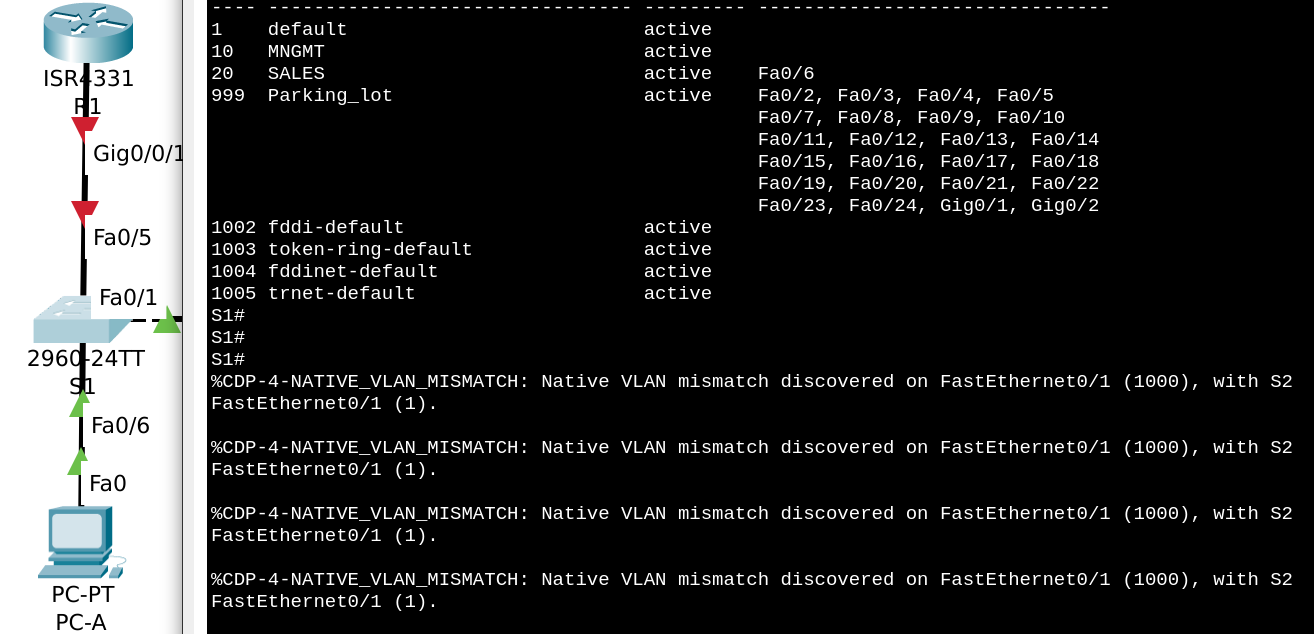 ISR4331
R1
Gig0/0/1
Fa0/5
Fa0/1
2960-24TT
S1
Fa0/6
Fa0
PC-PT
PC-A
---- -------------------------------- --------- -------------------------------
1    default                          active
10   MNGMT                            active
20   SALES                            active    Fa0/6
999  Parking_lot                      active    Fa0/2, Fa0/3, Fa0/4, Fa0/5
                                                Fa0/7, Fa0/8, Fa0/9, Fa0/10
                                                Fa0/11, Fa0/12, Fa0/13, Fa0/14
                                                Fa0/15, Fa0/16, Fa0/17, Fa0/18
                                                Fa0/19, Fa0/20, Fa0/21, Fa0/22
                                                Fa0/23, Fa0/24, Gig0/1, Gig0/2
1002 fddi-default                     active
1003 token-ring-default               active
1004 fddinet-default                  active
1005 trnet-default                    active
S1#
S1#
S1#
%CDP-4-NATIVE_VLAN_MISMATCH: Native VLAN mismatch discovered on FastEthernet0/1 (1000), with S2
FastEthernet0/1 (1).
%CDP-4-NATIVE_VLAN_MISMATCH: Native VLAN mismatch discovered on FastEthernet0/1 (1000), with S2
FastEthernet0/1 (1).
%CDP-4-NATIVE_VLAN_MISMATCH: Native VLAN mismatch discovered on FastEthernet0/1 (1000), with S2
FastEthernet0/1 (1).
%CDP-4-NATIVE_VLAN_MISMATCH: Native VLAN mismatch discovered on FastEthernet0/1 (1000), with S2
FastEthernet0/1 (1).